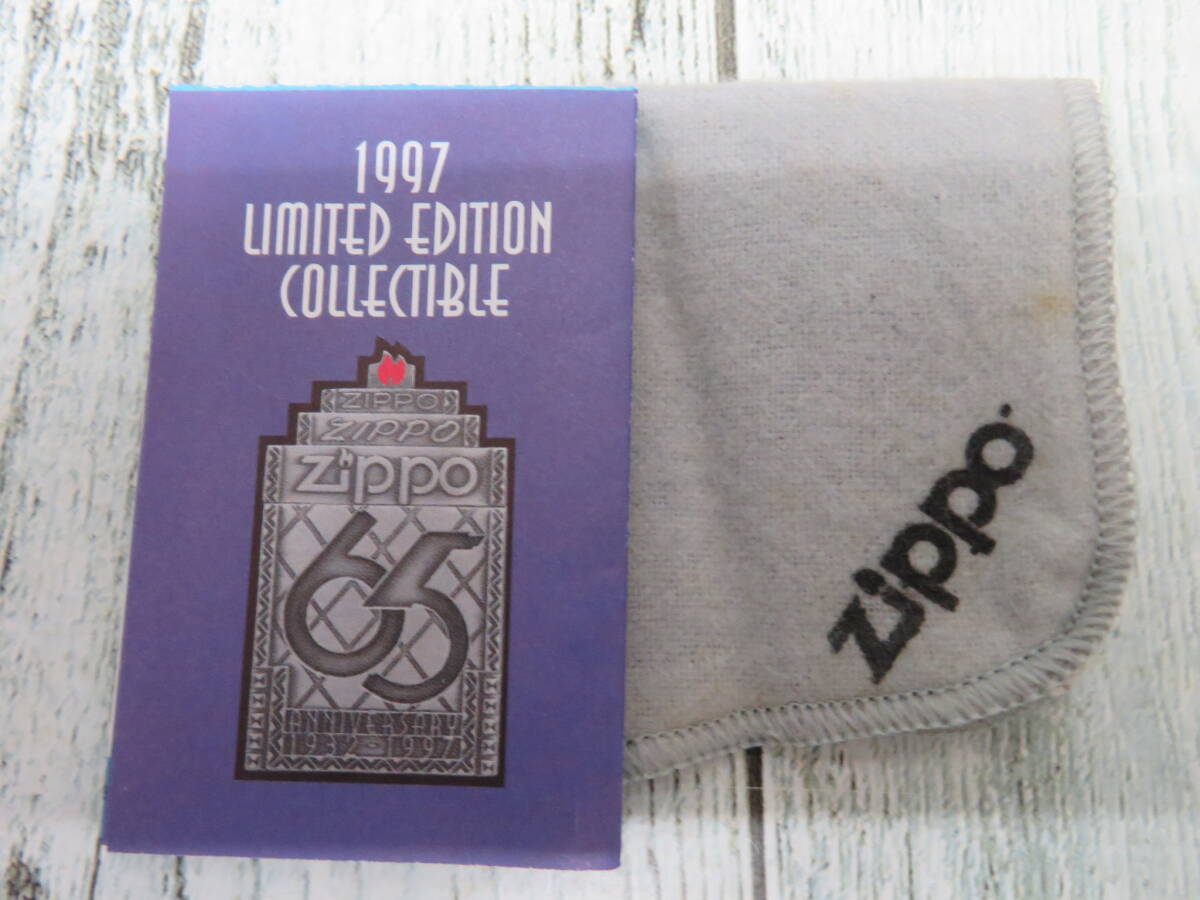 1997
LIMITED EDITION
COLLECTIBLE
ZIPPO
ZIPPO
Zippo
65
ANNIVERSARY
1932-1997
Zippo